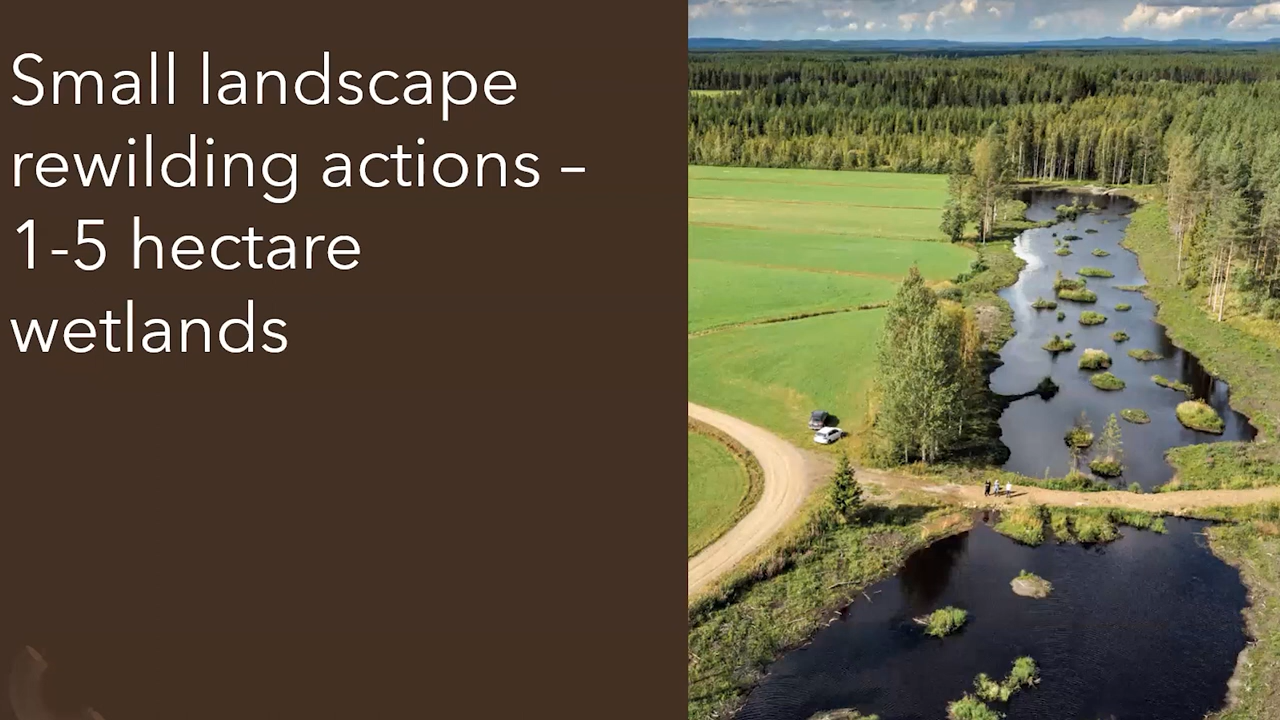 Small landscape
rewilding actions –
1-5 hectare
wetlands